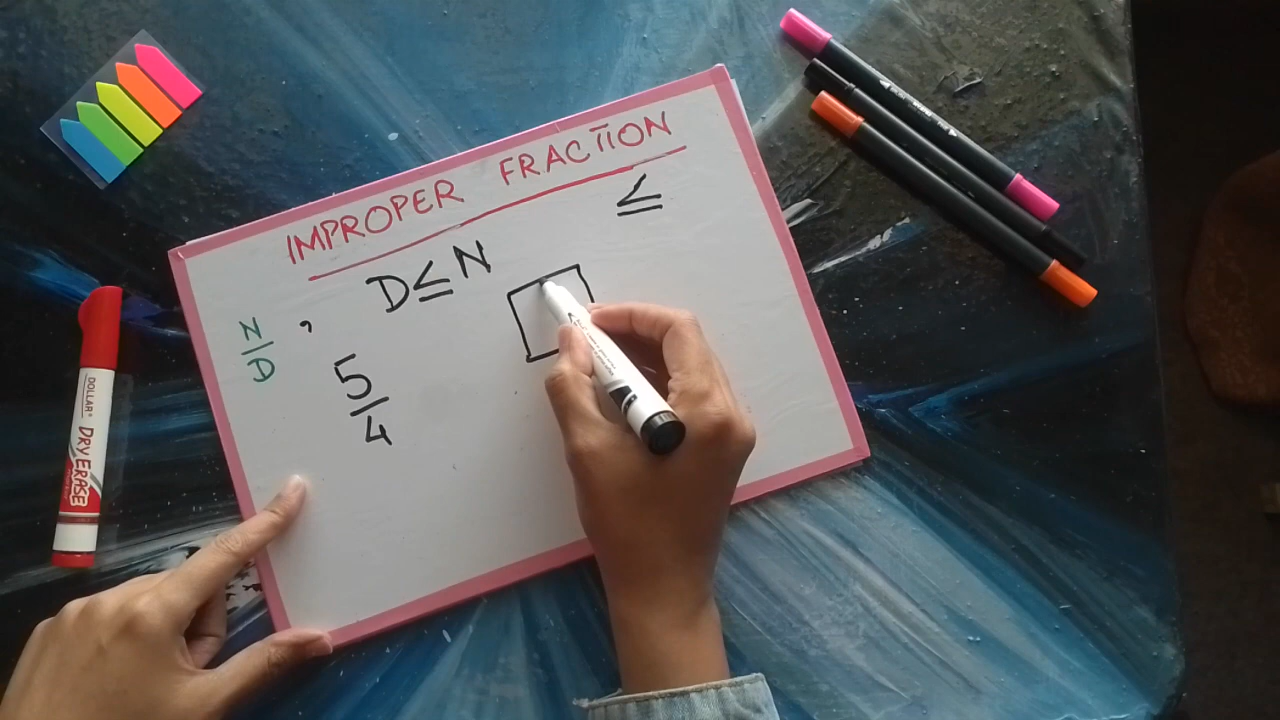 IMPROPER FRACTION
≤
D ≤ N
N
D
,
5
4
DOLLAR®
DRY ERASE